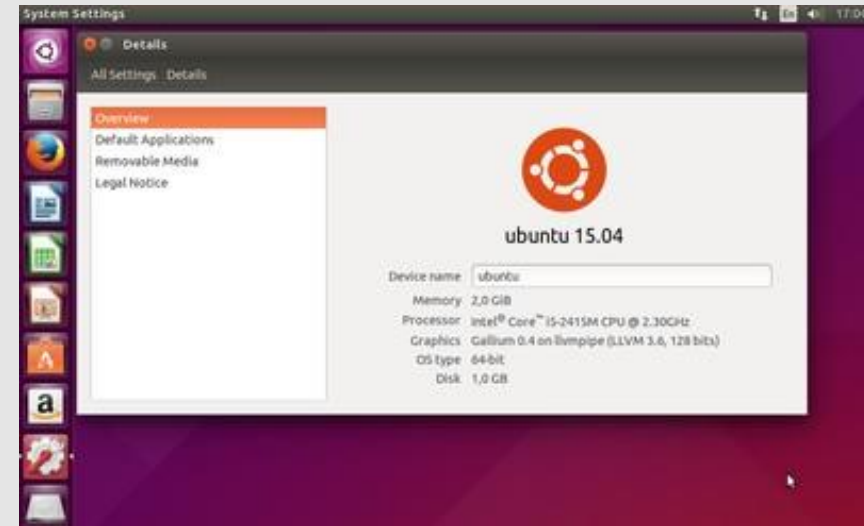 System Settings
En
Details
All Settings Details
Overview
Default Applications
Removable Media
Legal Notice
ubuntu 15.04
Device name ubuntu
Memory 2,0 GiB
Processor Intel® Core™ i5-2415M CPU @ 2.30GHz
Graphics Gallium 0.4 on llvmpipe (LLVM 3.6, 128 bits)
OS type 64-bit
Disk 1,0 GB
a